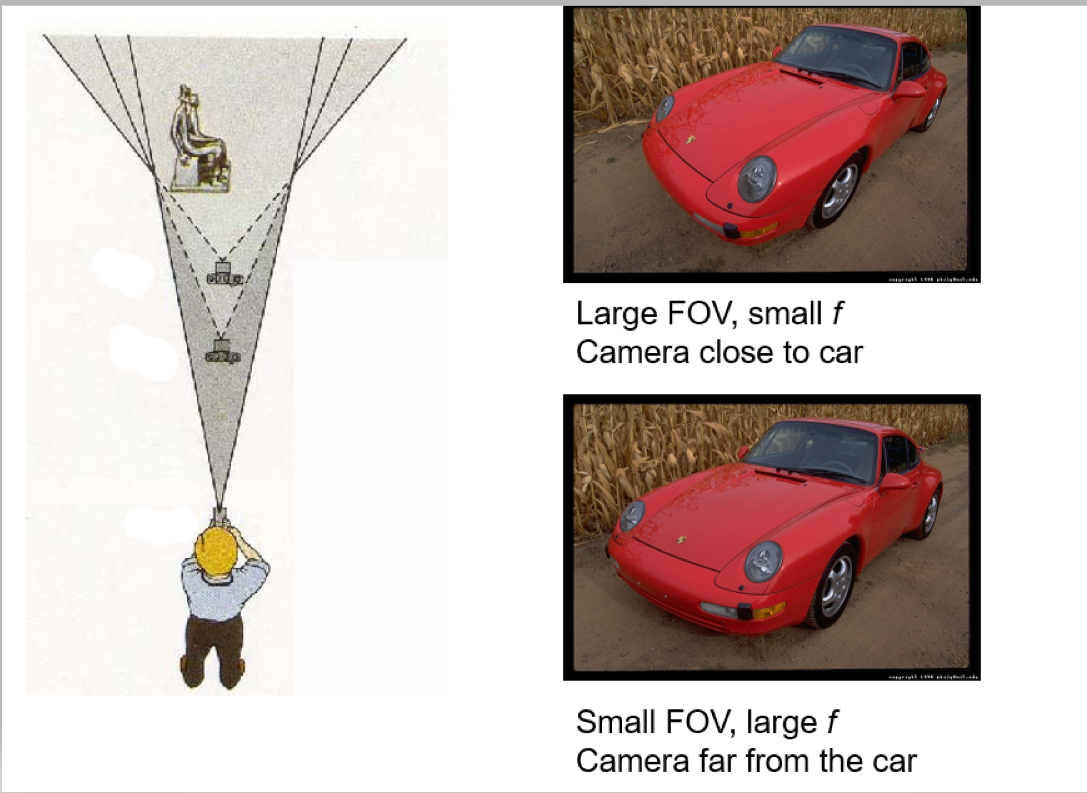 Large FOV, small f
Camera close to car
Small FOV, large f
Camera far from the car